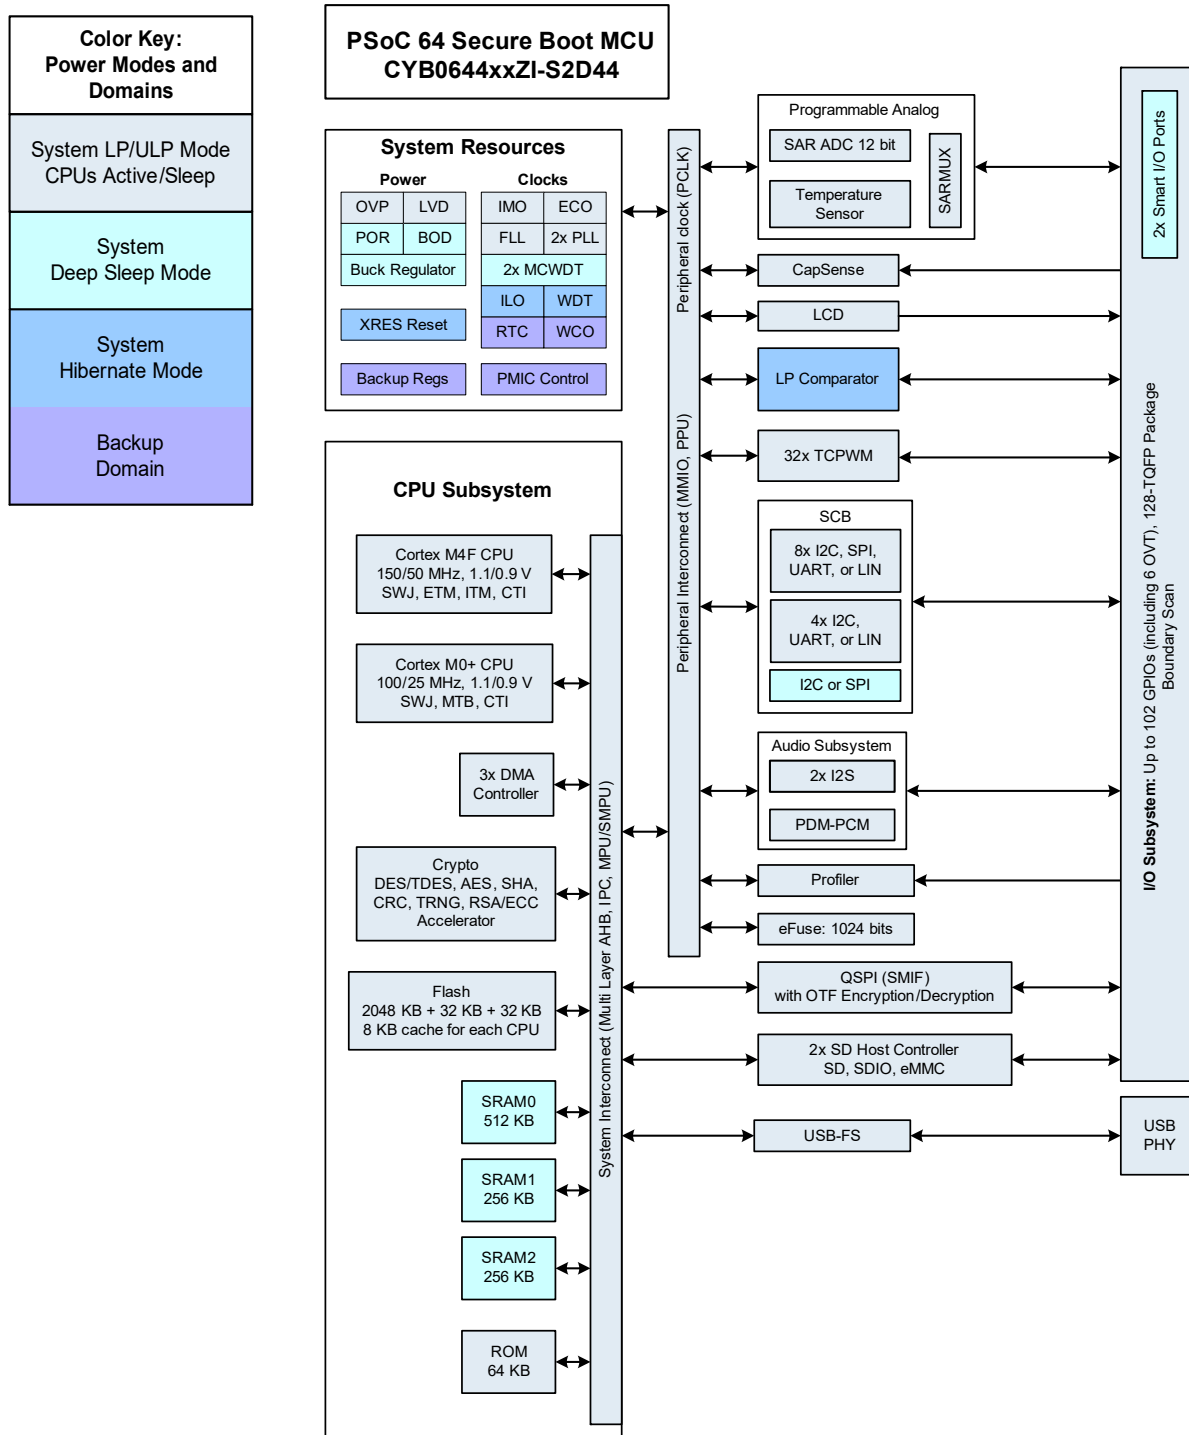 Color Key:
Power Modes and
Domains
System LP/ULP Mode
CPUs Active/Sleep
System
Deep Sleep Mode
System
Hibernate Mode
Backup
Domain
PSoC 64 Secure Boot MCU
CYB0644xxZI-S2D44
System Resources
Power
OVP
LVD
POR
BOD
Buck Regulator
XRES Reset
Backup Regs
Clocks
IMO
ECO
FLL
2x PLL
2x MCWDT
ILO
WDT
RTC
WCO
PMIC Control
CPU Subsystem
Cortex M4F CPU
150/50 MHz, 1.1/0.9 V
SWJ, ETM, ITM, CTI
Cortex M0+ CPU
100/25 MHz, 1.1/0.9 V
SWJ, MTB, CTI
3x DMA
Controller
Crypto
DES/TDES, AES, SHA,
CRC, TRNG, RSA/ECC
Accelerator
Flash
2048 KB + 32 KB + 32 KB
8 KB cache for each CPU
SRAM0
512 KB
SRAM1
256 KB
SRAM2
256 KB
ROM
64 KB
System Interconnect (Multi Layer AHB, IPC, MPU/SMPU)
Peripheral Interconnect (MMIO, PPU)
Peripheral clock (PCLK)
Programmable Analog
SAR ADC 12 bit
Temperature
Sensor
SARMUX
CapSense
LCD
LP Comparator
32x TCPWM
SCB
8x I2C, SPI,
UART, or LIN
4x I2C,
UART, or LIN
I2C or SPI
Audio Subsystem
2x I2S
PDM-PCM
Profiler
eFuse: 1024 bits
QSPI (SMIF)
with OTF Encryption/Decryption
2x SD Host Controller
SD, SDIO, eMMC
USB-FS
2x Smart I/O Ports
I/O Subsystem: Up to 102 GPIOs (including 6 OVT), 128-TQFP Package
Boundary Scan
USB
PHY